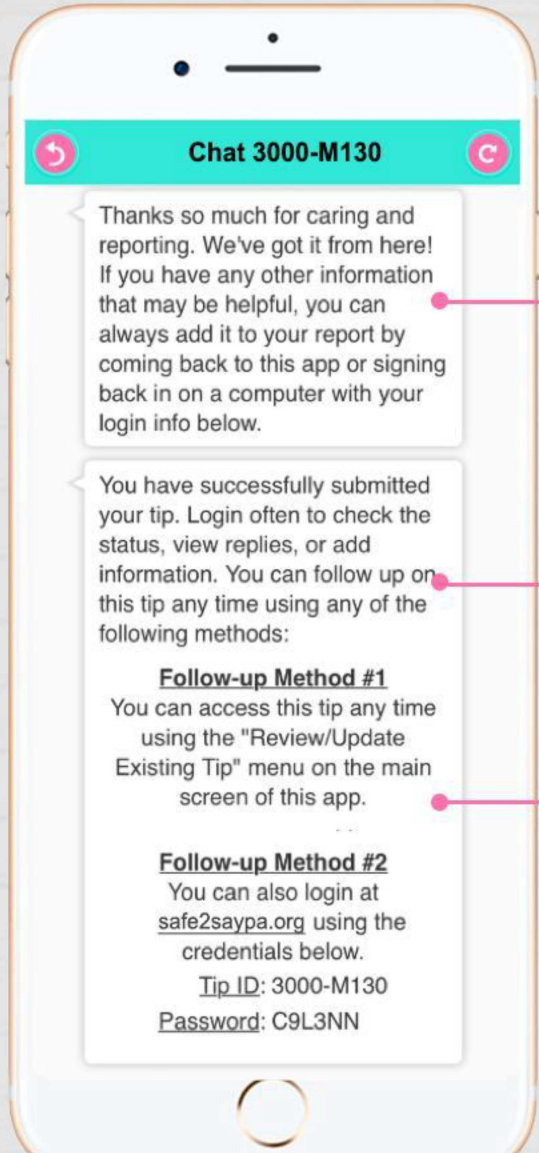 Chat 3000-M130
Thanks so much for caring and
reporting. We've got it from here!
If you have any other information
that may be helpful, you can
always add it to your report by
coming back to this app or signing
back in on a computer with your
login info below.
You have successfully submitted
your tip. Login often to check the
status, view replies, or add
information. You can follow up on
this tip any time using any of the
following methods:
Follow-up Method #1
You can access this tip any time
using the "Review/Update
Existing Tip" menu on the main
screen of this app.
Follow-up Method #2
You can also login at
safe2saypa.org using the
credentials below.
Tip ID: 3000-M130
Password: C9L3NN